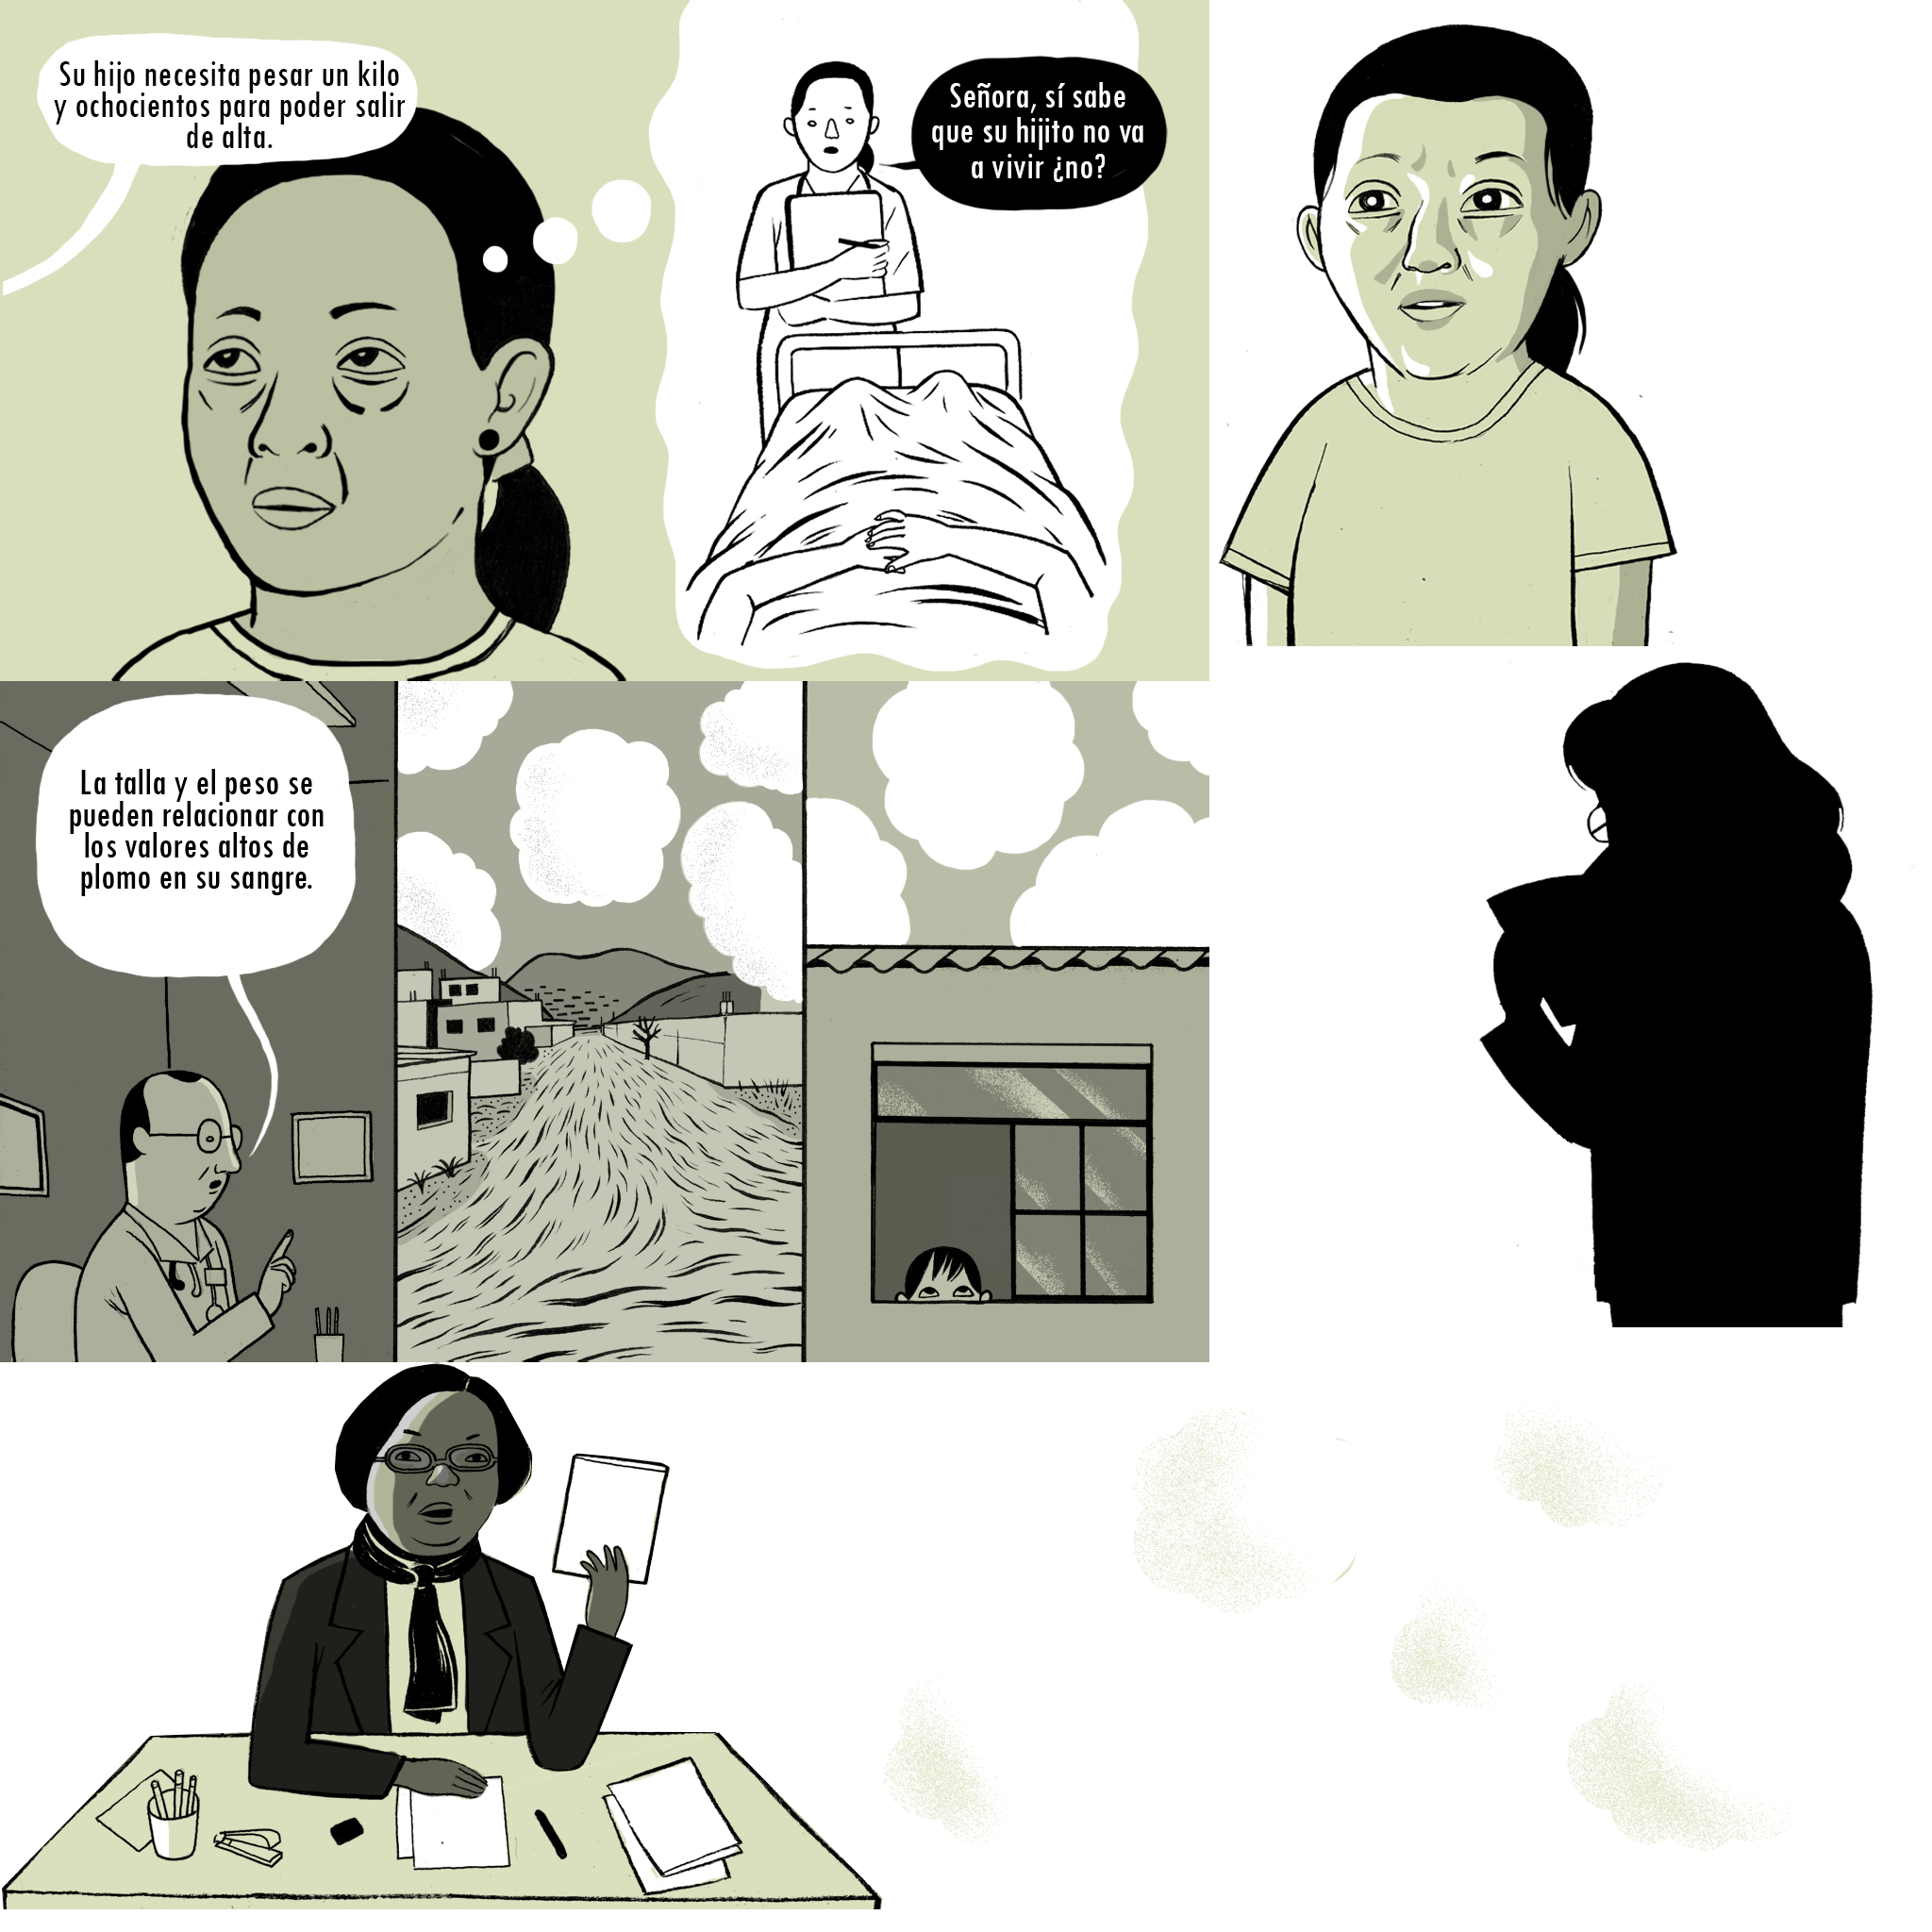 Su hijo necesita pesar un kilo
y ochocientos para poder salir
de alta.
Señora, sí sabe
que su hijito no va
a vivir ¿no?
La talla y el peso se
pueden relacionar con
los valores altos de
plomo en su sangre.